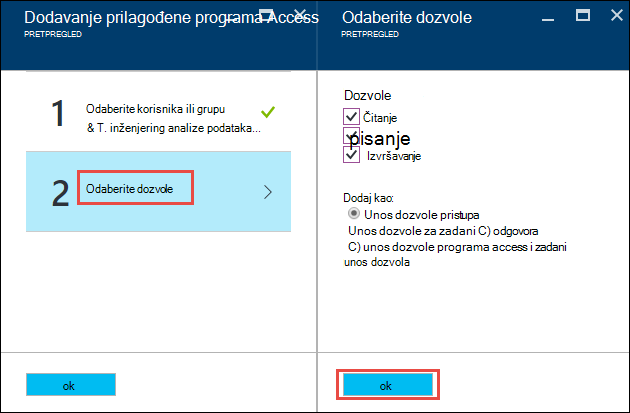 Dodavanje prilagođene programa Access
PRETPREGLED
1
Odaberite korisnika ili grupu
& T. inženjering analize podataka...
2
Odaberite dozvole
ok
Odaberite dozvole
PRETPREGLED
Dozvole
Čitanje
pisanje
Izvršavanje
Dodaj kao:
Unos dozvole pristupa
Unos dozvole za zadani C) odgovora
C) unos dozvole programa access i zadani
unos dozvola
ok